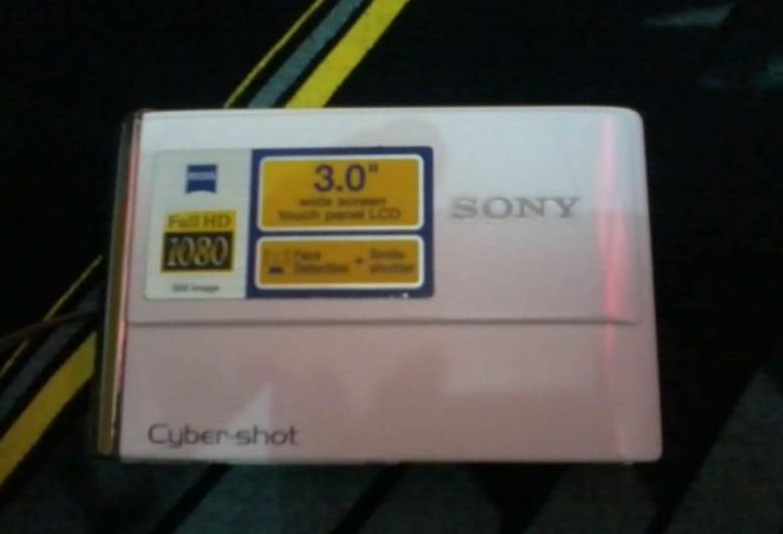 3.0"
wide screen
touch panel LCD
SONY
Full HD
1080
Still image
Face
Detection + Smile
shutter
Cyber-shot